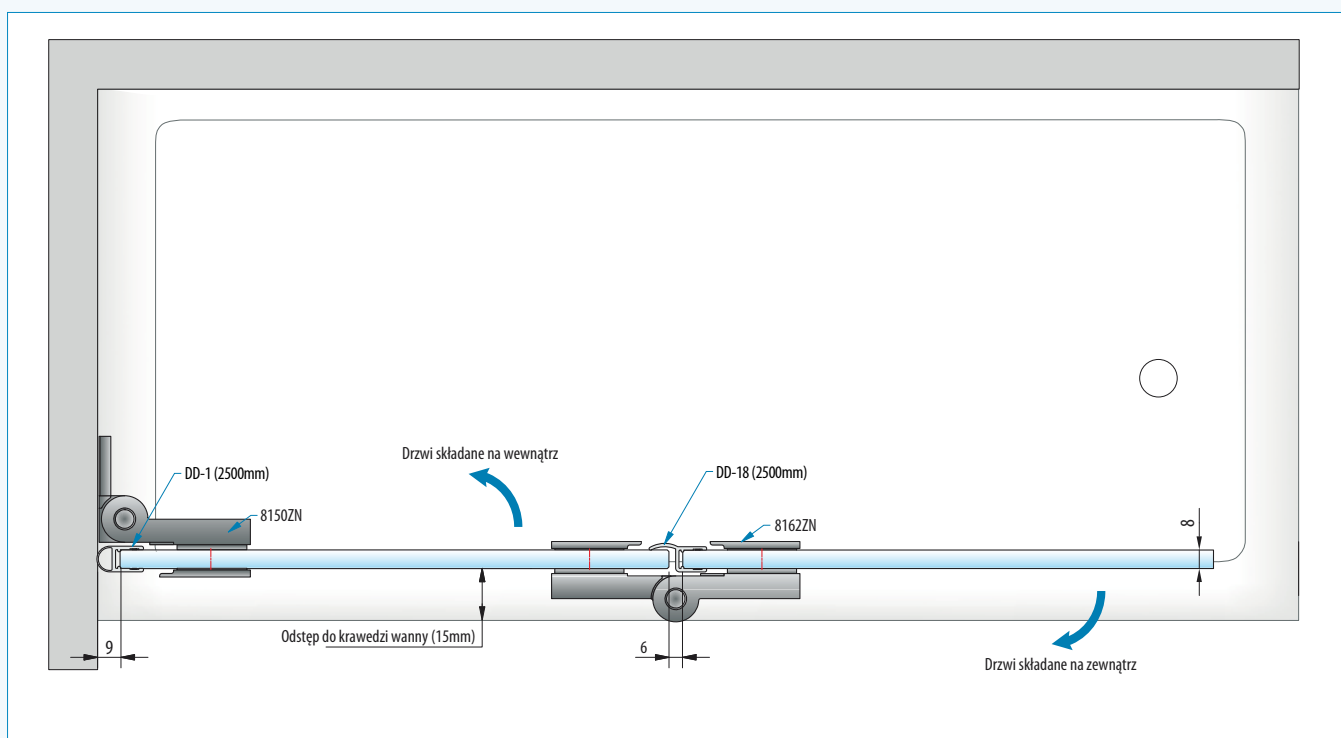 Drzwi składane na wewnątrz
DD-1 (2500mm)
DD-18 (2500mm)
8150ZN
8162ZN
8
Odstęp do krawedzi wanny (15mm)
9
6
Drzwi składane na zewnątrz